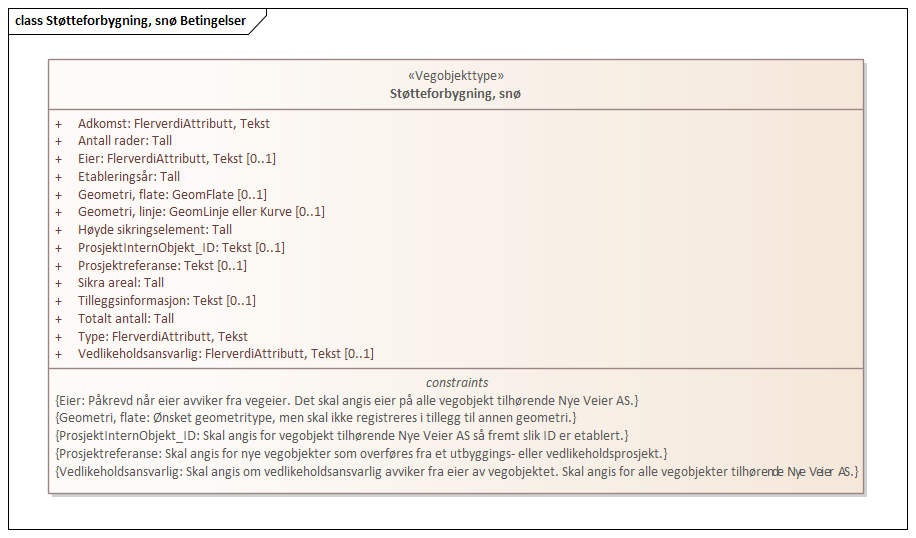 class Støtteforbygning, snø Betingelser
«Vegobjekttype»
Støtteforbygning, snø
+ Adkomst: FlerverdiAttributt, Tekst
+ Antall rader: Tall
+ Eier: FlerverdiAttributt, Tekst [0..1]
+ Etableringsår: Tall
+ Geometri, flate: GeomFlate [0..1]
+ Geometri, linje: GeomLinje eller Kurve [0..1]
+ Høyde sikringselement: Tall
+ ProsjektInternObjekt_ID: Tekst [0..1]
+ Prosjektreferanse: Tekst [0..1]
+ Sikra areal: Tall
+ Tilleggsinformasjon: Tekst [0..1]
+ Totalt antall: Tall
+ Type: FlerverdiAttributt, Tekst
+ Vedlikeholdsansvarlig: FlerverdiAttributt, Tekst [0..1]
constraints
{Eier: Påkrevd når eier avviker fra vegeier. Det skal angis eier på alle vegobjekt tilhørende Nye Veier AS.}
{Geometri, flate: Ønsket geometritype, men skal ikke registreres i tillegg til annen geometri.}
{ProsjektInternObjekt_ID: Skal angis for vegobjekt tilhørende Nye Veier AS så fremt slik ID er etablert.}
{Prosjektreferanse: Skal angis for nye vegobjekter som overføres fra et utbyggings- eller vedlikeholdsprosjekt.}
{Vedlikeholdsansvarlig: Skal angis om vedlikeholdsansvarlig avviker fra eier av vegobjektet. Skal angis for alle vegobjekter tilhørende Nye Veier AS.}